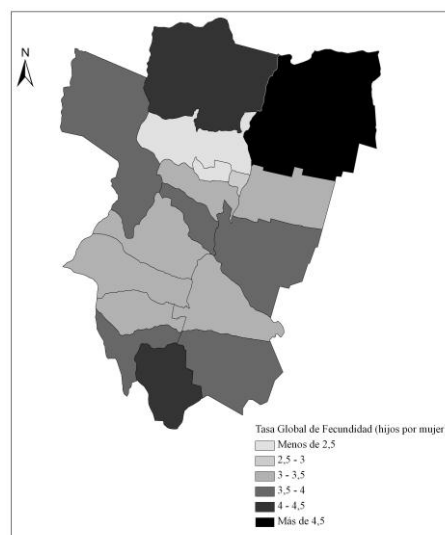 N
Tasa Global de Fecundidad (hijos por mujer
Menos de 2,5
2,5 - 3
3 - 3,5
3,5 - 4
4 - 4,5
Más de 4,5